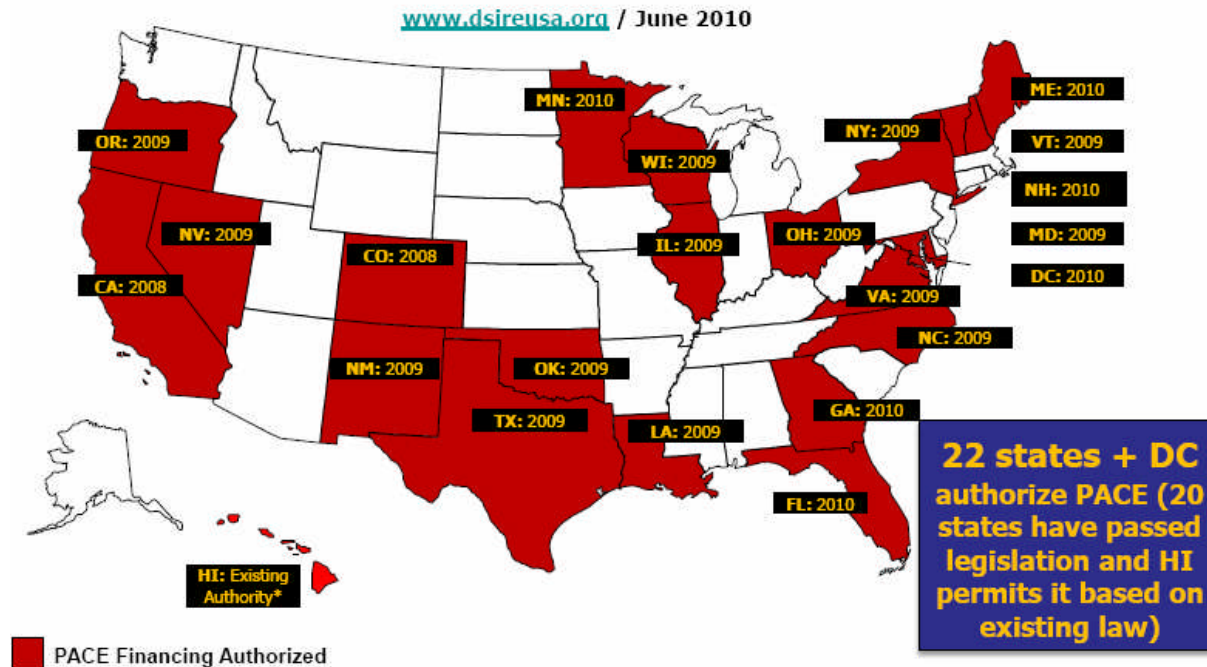 www.dsireusa.org / June 2010
MN: 2010
ME: 2010
OR: 2009
NY: 2009
VT: 2009
WI: 2009
NH: 2010
NV: 2009
IL: 2009
OH: 2009
MD: 2009
CO: 2008
DC: 2010
CA: 2008
VA: 2009
NC: 2009
NM: 2009
OK: 2009
GA: 2010
TX: 2009
LA: 2009
FL: 2010
22 states + DC
authorize PACE (20
states have passed
legislation and HI
permits it based on
existing law)
HI: Existing
Authority*
PACE Financing Authorized